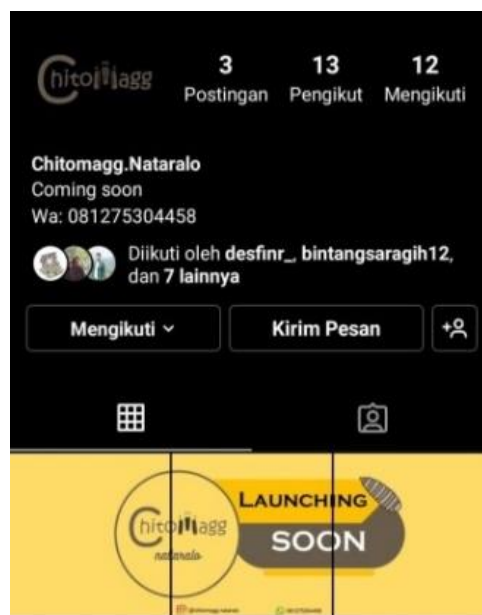 Chitomagg
3 13 12
Postingan Pengikut Mengikuti
Chitomagg.Nataralo
Coming soon
Wa: 081275304458
Diikuti oleh desfinr_, bintangsaragih12,
dan 7 lainnya
Mengikuti Kirim Pesan
Chitomagg
nataralo
LAUNCHING
SOON